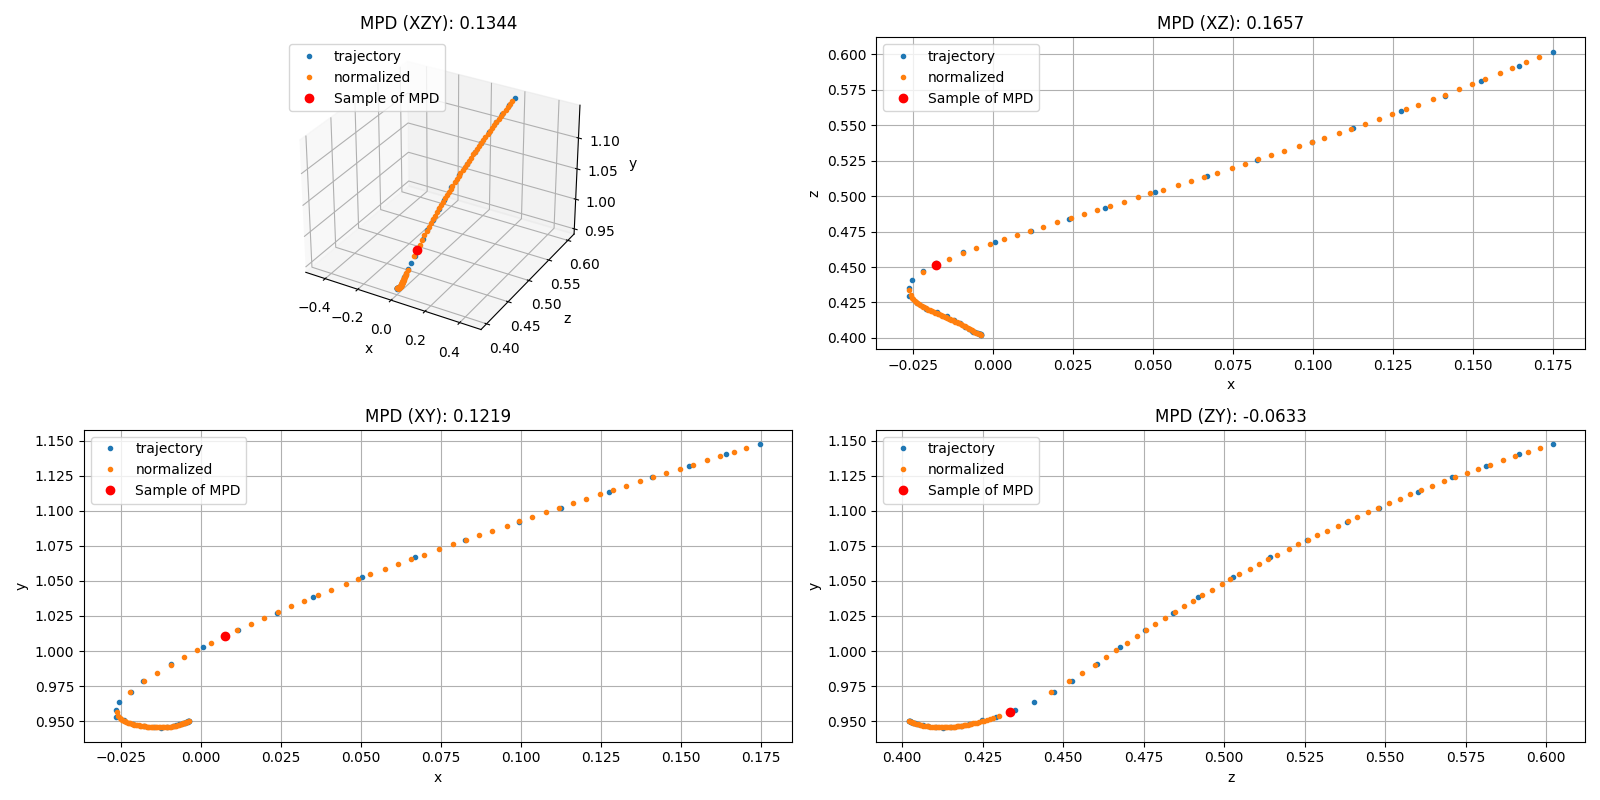 MPD (XZY): 0.1344
trajectory
normalized
Sample of MPD
1.10
1.05
1.00
0.95
y
0.60
0.55
0.50
0.45
0.40
z
−0.4
−0.2
0.0
0.2
0.4
x
MPD (XZ): 0.1657
trajectory
normalized
Sample of MPD
0.600
0.575
0.550
0.525
0.500
0.475
0.450
0.425
0.400
z
−0.025
0.000
0.025
0.050
0.075
0.100
0.125
0.150
0.175
x
MPD (XY): 0.1219
trajectory
normalized
Sample of MPD
1.150
1.125
1.100
1.075
1.050
1.025
1.000
0.975
0.950
y
−0.025
0.000
0.025
0.050
0.075
0.100
0.125
0.150
0.175
x
MPD (ZY): -0.0633
trajectory
normalized
Sample of MPD
1.150
1.125
1.100
1.075
1.050
1.025
1.000
0.975
0.950
y
0.400
0.425
0.450
0.475
0.500
0.525
0.550
0.575
0.600
z